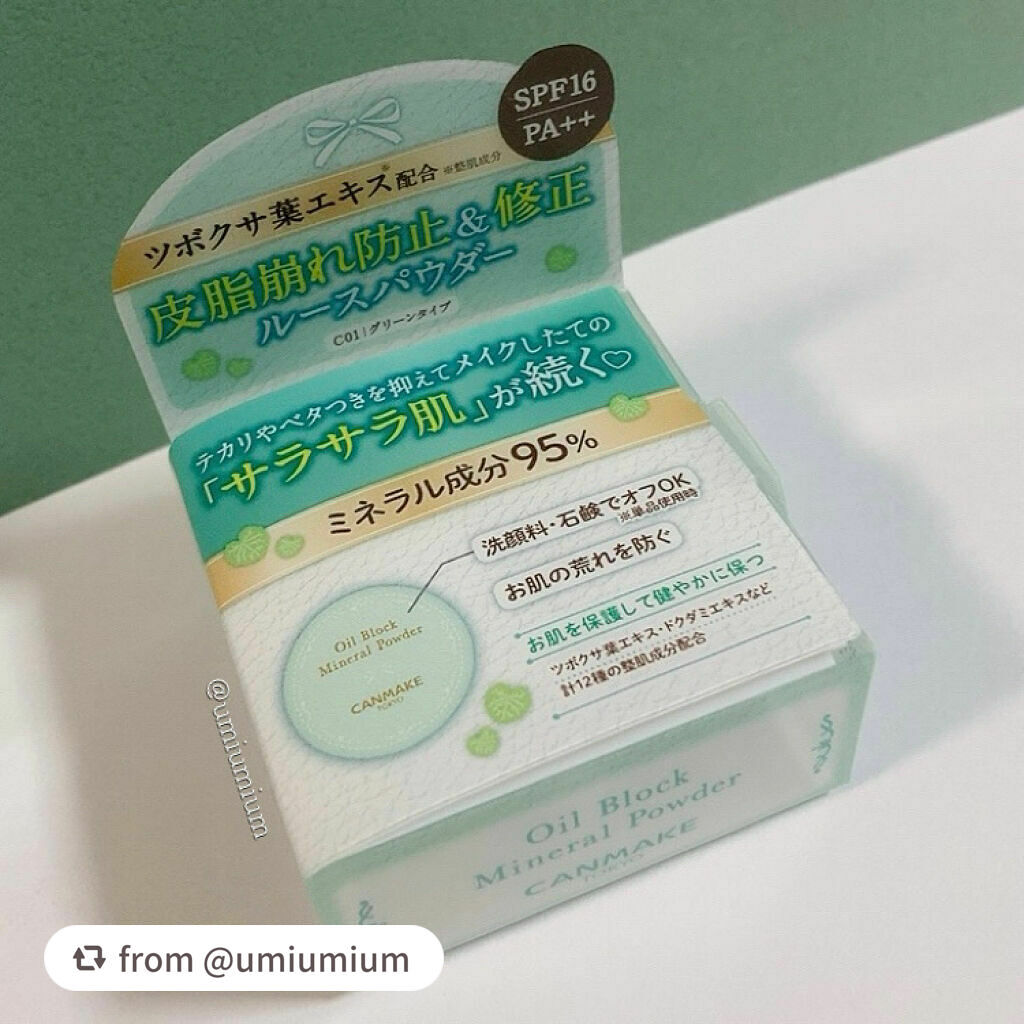 SPF16
PA++
ツボクサ葉エキス※配合 ※整肌成分
皮脂崩れ防止&修正
ルースパウダー
C01|グリーンタイプ
テカリやベタつきを抑えてメイクしたての
「サラサラ肌」が続く♡
ミネラル成分95%
洗顔料・石鹸でオフOK
※単品使用時
お肌の荒れを防ぐ
お肌を保護して健やかに保つ
ツボクサ葉エキス・ドクダミエキスなど
計12種の整肌成分配合
Oil Block
Mineral Powder
CANMAKE
TOKYO
Oil Block
Mineral Powder
CANMAKE
TOKYO
@umiumium
from @umiumium